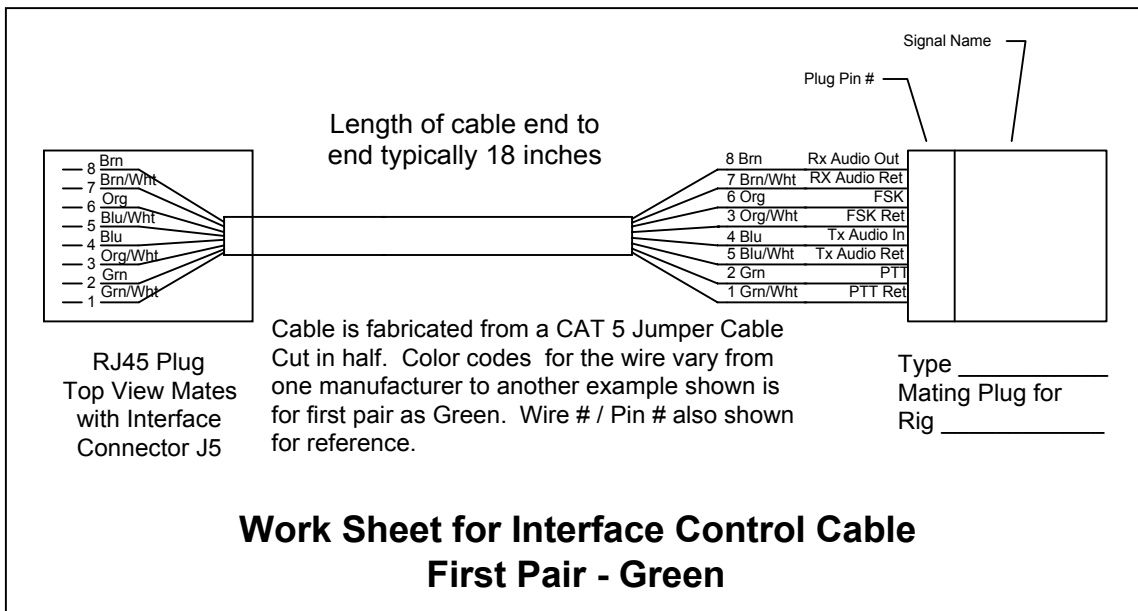 Signal Name
Plug Pin #
Length of cable end to
end typically 18 inches
8 Brn
7 Brn/Wht
6 Org
5 Blu/Wht
4 Blu
3 Org/Wht
2 Grn
1 Grn/Wht
8 Brn Rx Audio Out
7 Brn/Wht RX Audio Ret
6 Org FSK
3 Org/Wht FSK Ret
4 Blu Tx Audio In
5 Blu/Wht Tx Audio Ret
2 Grn PTT
1 Grn/Wht PTT Ret
RJ45 Plug
Top View Mates
with Interface
Connector J5
Cable is fabricated from a CAT 5 Jumper Cable
Cut in half. Color codes for the wire vary from
one manufacturer to another example shown is
for first pair as Green. Wire # / Pin # also shown
for reference.
Type ___________
Mating Plug for
Rig ____________
Work Sheet for Interface Control Cable
First Pair - Green